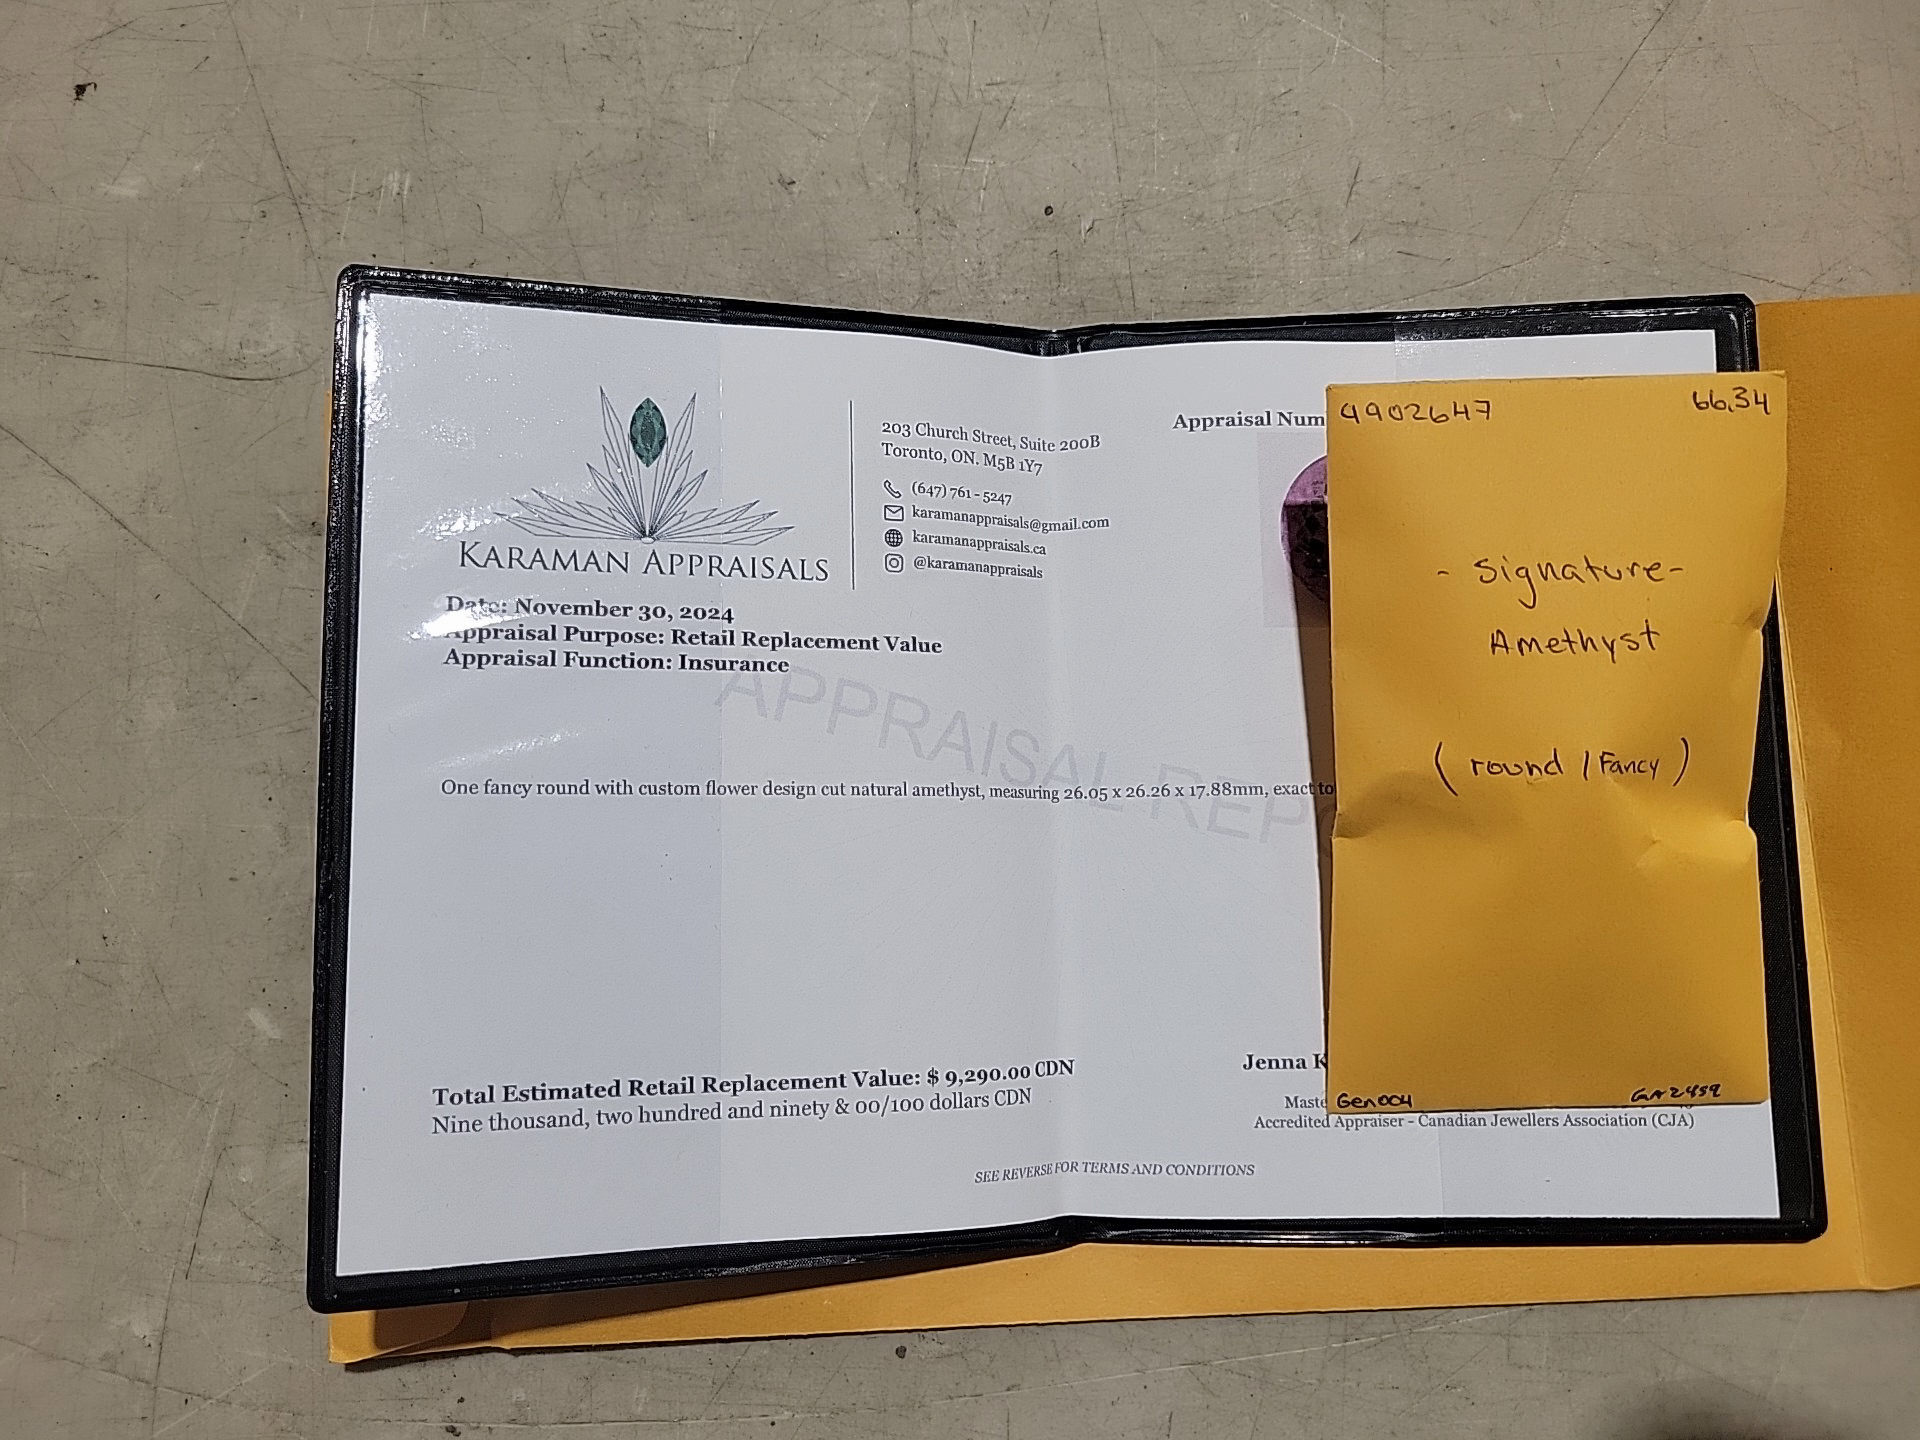 KARAMAN APPRAISALS
203 Church Street, Suite 200B
Toronto, ON. M5B 1Y7
(647) 761 - 5247
karamanappraisals@gmail.com
karamanappraisals.ca
@karamanappraisals
Appraisal Num
Date: November 30, 2024
Appraisal Purpose: Retail Replacement Value
Appraisal Function: Insurance
APPRAISAL REPO
One fancy round with custom flower design cut natural amethyst, measuring 26.05 x 26.26 x 17.88mm, exact to
Total Estimated Retail Replacement Value: $ 9,290.00 CDN
Nine thousand, two hundred and ninety & 00/100 dollars CDN
Jenna K
Maste
Accredited Appraiser - Canadian Jewellers Association (CJA)
SEE REVERSE FOR TERMS AND CONDITIONS
4902647 66.34
- Signature -
Amethyst
( round / Fancy )
Gen004